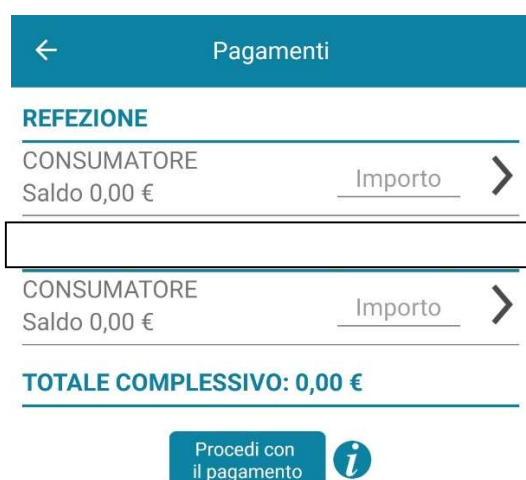 Pagamenti
REFEZIONE
CONSUMATORE
Saldo 0,00 €
Importo
CONSUMATORE
Saldo 0,00 €
Importo
TOTALE COMPLESSIVO: 0,00 €
Procedi con
il pagamento
i